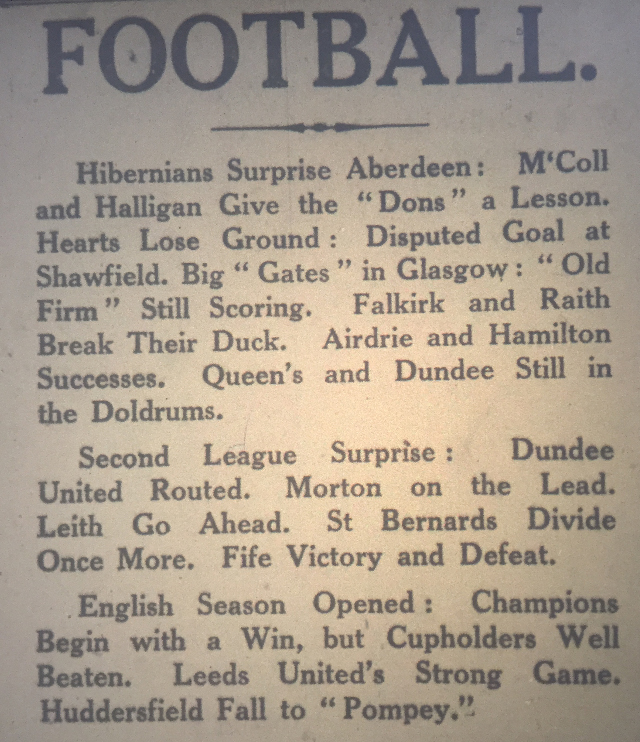 FOOTBALL.
Hibernians Surprise Aberdeen: M‘Coll
and Halligan Give the “Dons” a Lesson.
Hearts Lose Ground: Disputed Goal at
Shawfield. Big “Gates” in Glasgow: “Old
Firm” Still Scoring. Falkirk and Raith
Break Their Duck. Airdrie and Hamilton
Successes. Queen's and Dundee Still in
the Doldrums.
Second League Surprise: Dundee
United Routed. Morton on the Lead.
Leith Go Ahead. St Bernards Divide
Once More. Fife Victory and Defeat.
English Season Opened: Champions
Begin with a Win, but Cupholders Well
Beaten. Leeds United's Strong Game.
Huddersfield Fall to “Pompey.”